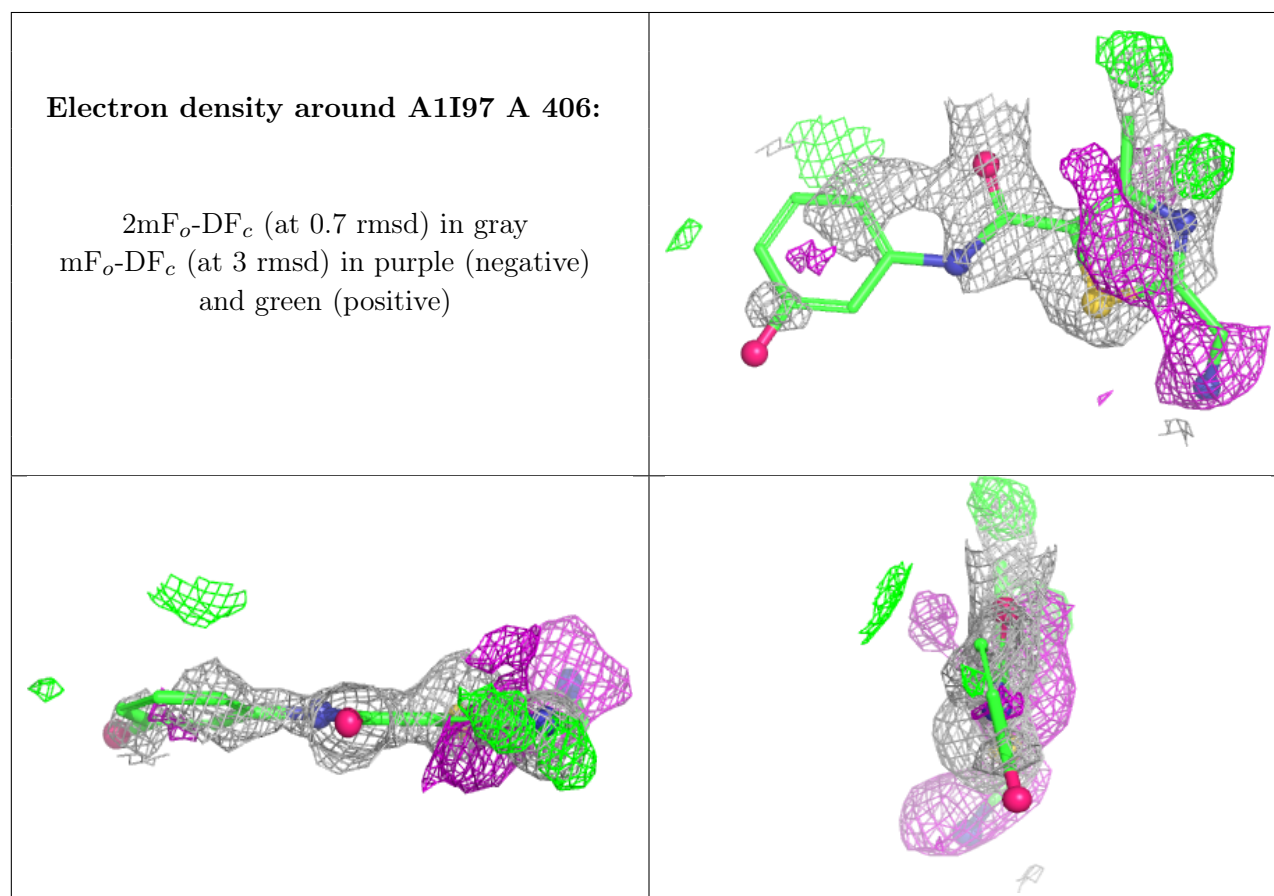 Electron density around A1I97 A 406:
2mFo-DFc (at 0.7 rmsd) in gray
mFo-DFc (at 3 rmsd) in purple (negative)
and green (positive)